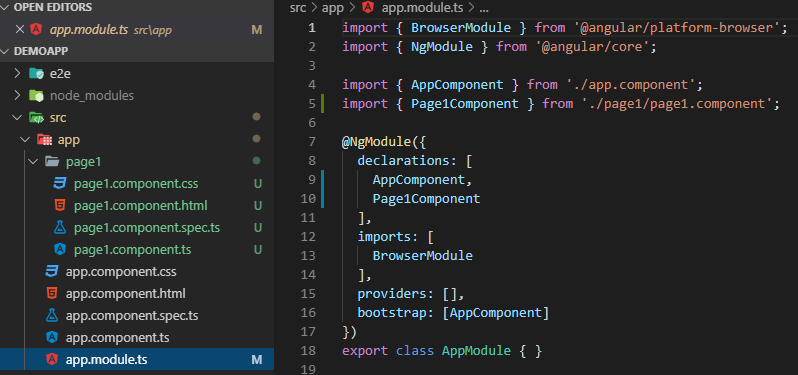 OPEN EDITORS
app.module.ts src\app M
DEMOAPP
e2e
node_modules
src
app
page1
page1.component.css U
page1.component.html U
page1.component.spec.ts U
page1.component.ts U
app.component.css
app.component.html
app.component.spec.ts
app.component.ts
app.module.ts M
src > app > app.module.ts > ...
1 import { BrowserModule } from '@angular/platform-browser';
2 import { NgModule } from '@angular/core';
3
4 import { AppComponent } from './app.component';
5 import { Page1Component } from './page1/page1.component';
6
7 @NgModule({
8 declarations: [
9 AppComponent,
10 Page1Component
11 ],
12 imports: [
13 BrowserModule
14 ],
15 providers: [],
16 bootstrap: [AppComponent]
17 })
18 export class AppModule { }
19